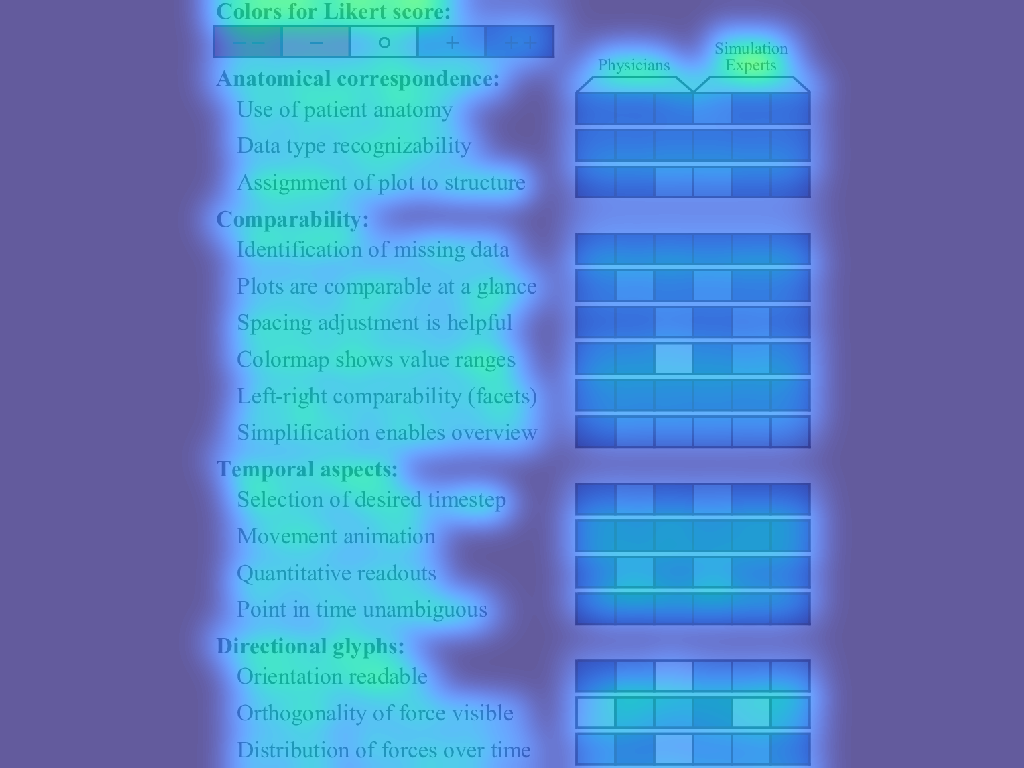 Colors for Likert score:
−− − o + ++
Simulation
Physicians Experts
Anatomical correspondence:
Use of patient anatomy
Data type recognizability
Assignment of plot to structure
Comparability:
Identification of missing data
Plots are comparable at a glance
Spacing adjustment is helpful
Colormap shows value ranges
Left-right comparability (facets)
Simplification enables overview
Temporal aspects:
Selection of desired timestep
Movement animation
Quantitative readouts
Point in time unambiguous
Directional glyphs:
Orientation readable
Orthogonality of force visible
Distribution of forces over time